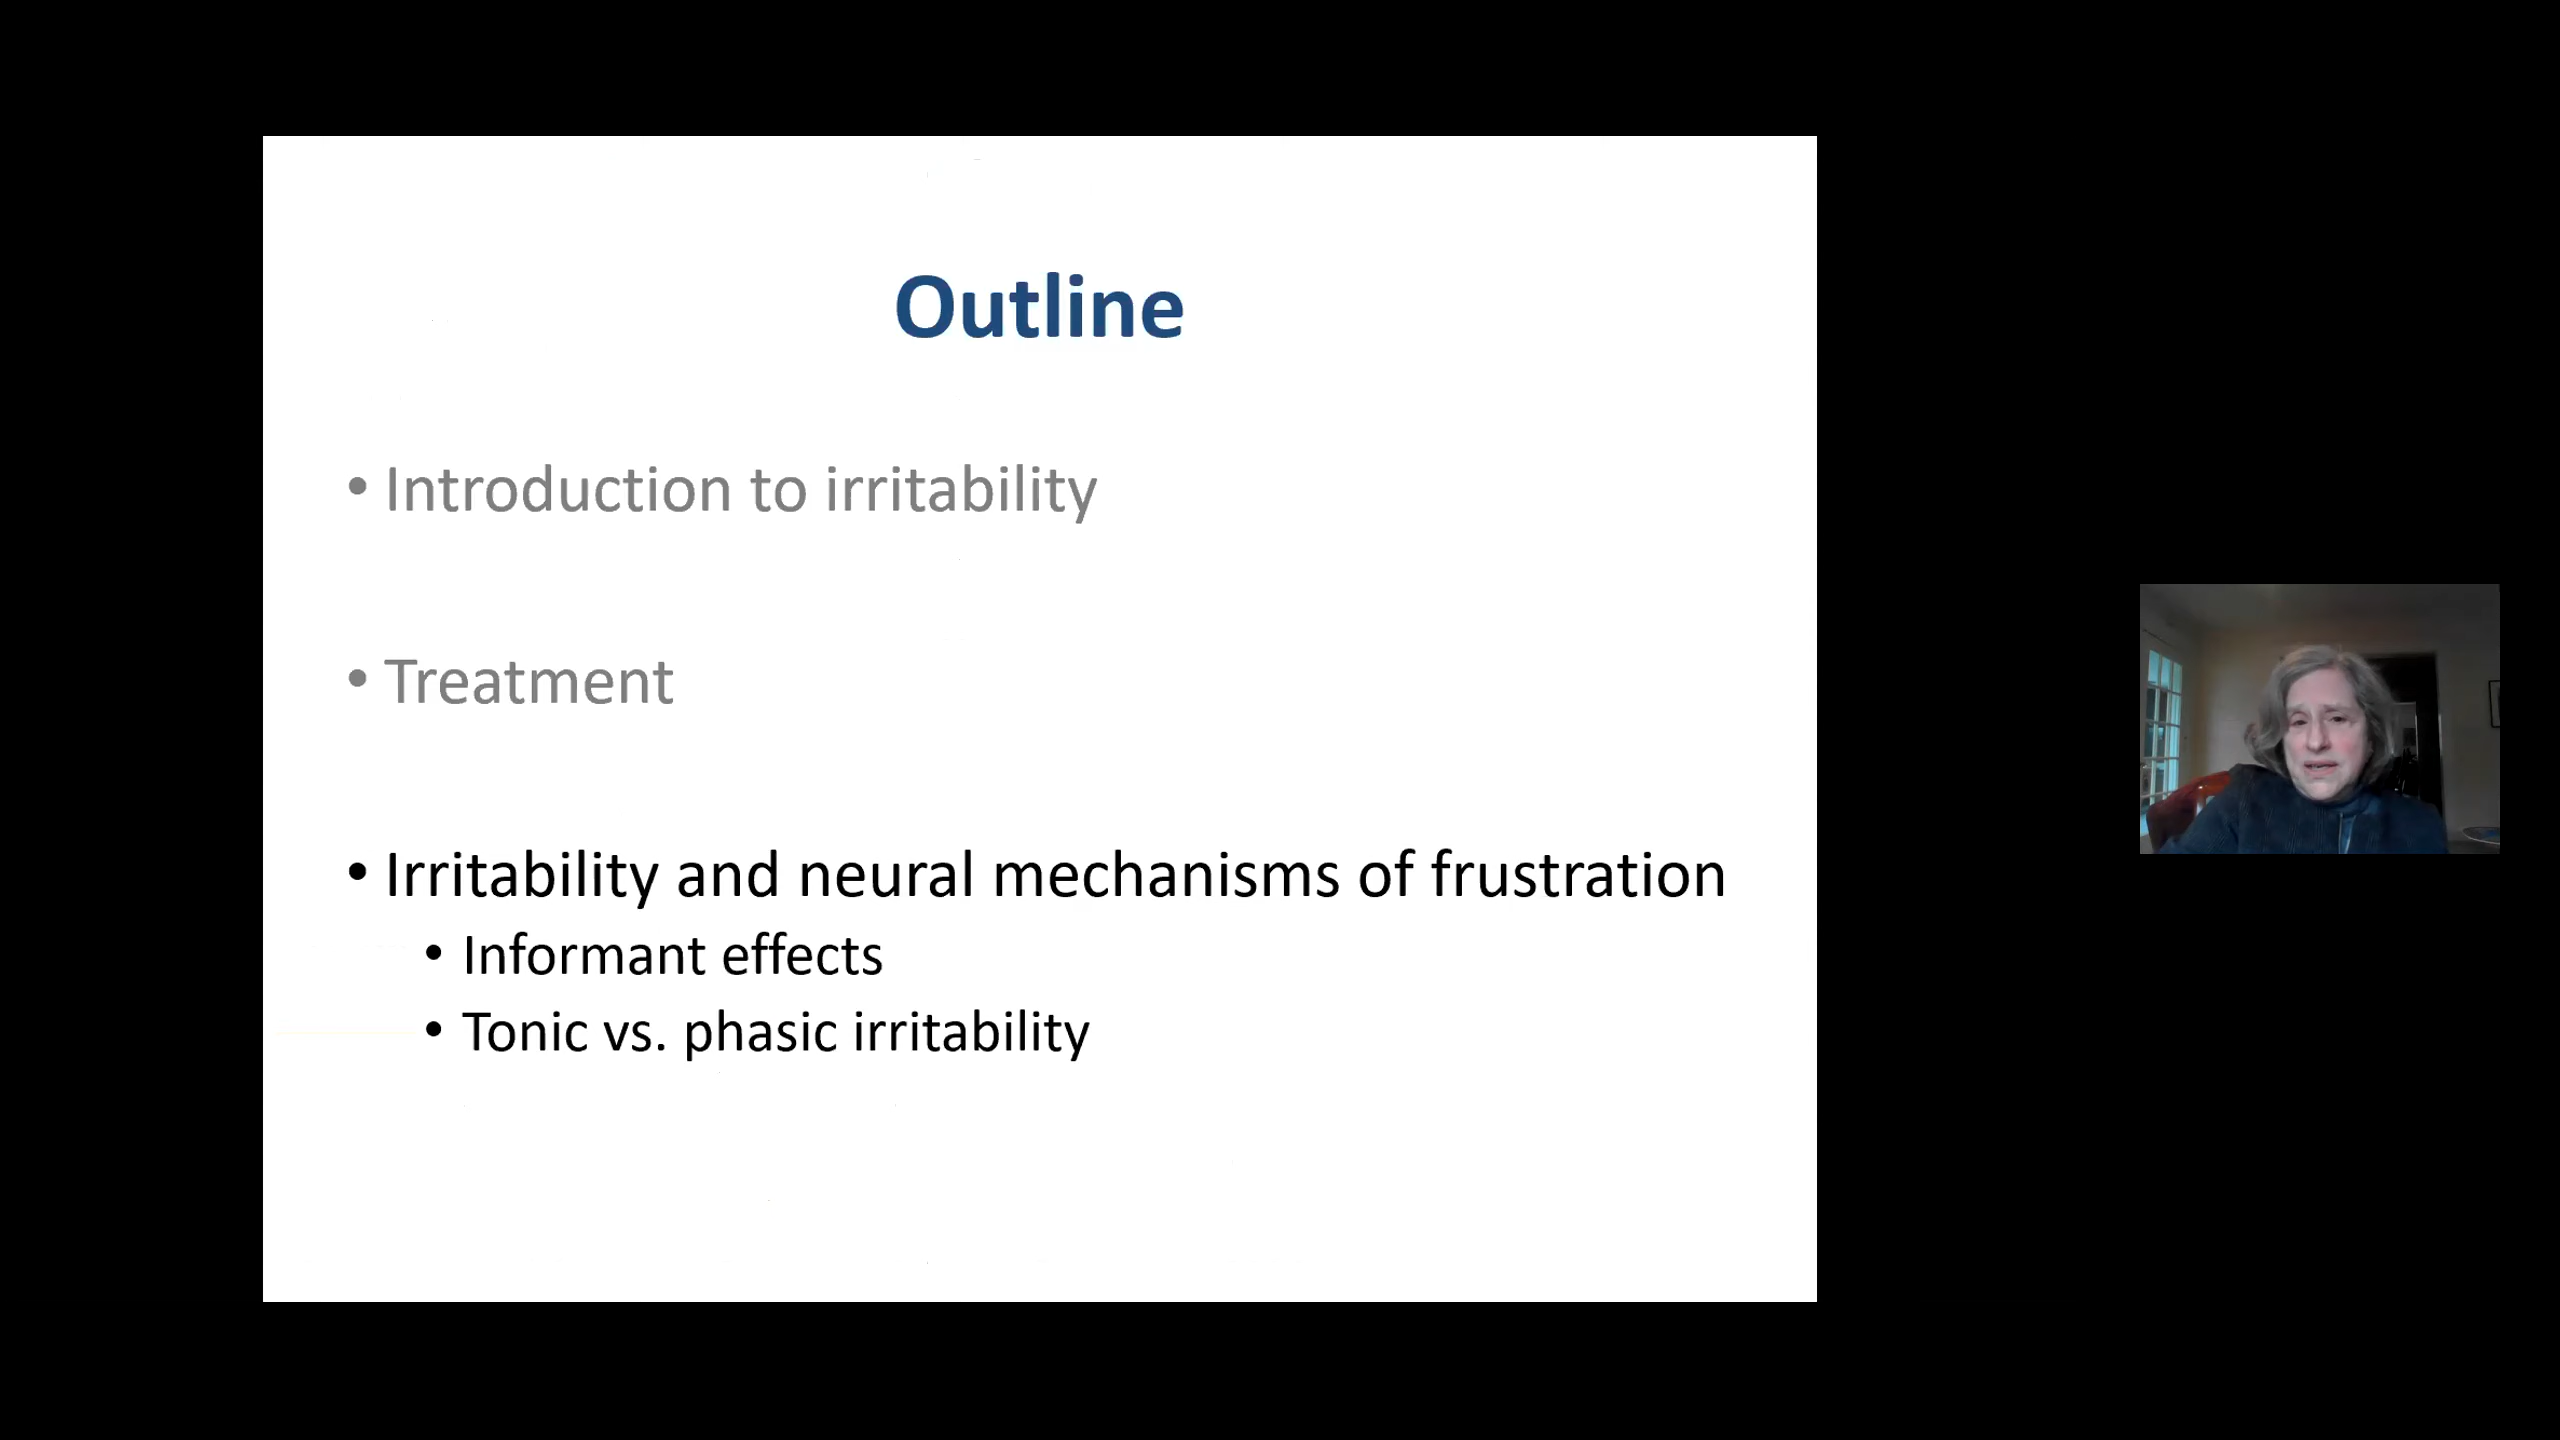 Outline
• Introduction to irritability
• Treatment
• Irritability and neural mechanisms of frustration
• Informant effects
• Tonic vs. phasic irritability